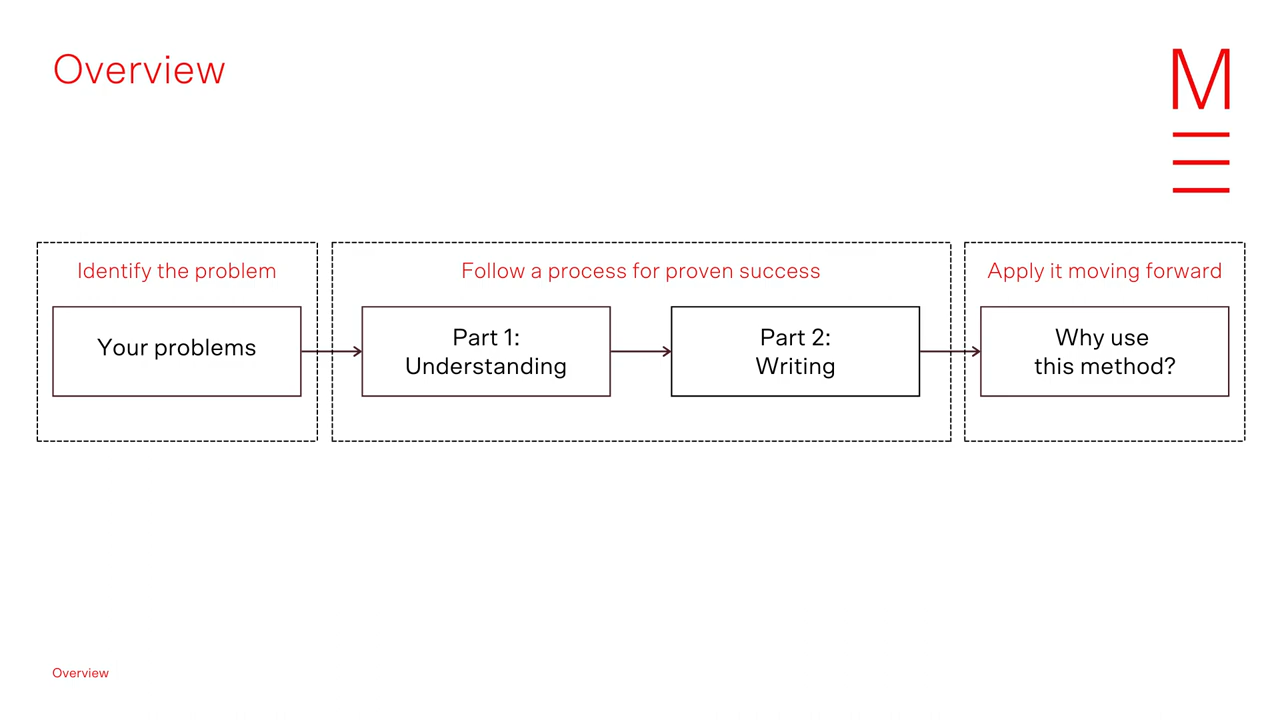 Overview
M
Identify the problem
Your problems
Follow a process for proven success
Part 1:
Understanding
Part 2:
Writing
Apply it moving forward
Why use
this method?
Overview